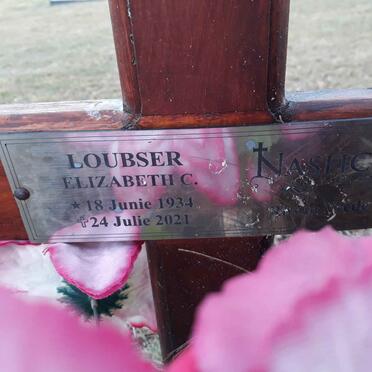 LOUBSER
ELIZABETH C.
* 18 Junie 1934
✝ 24 Julie 2021